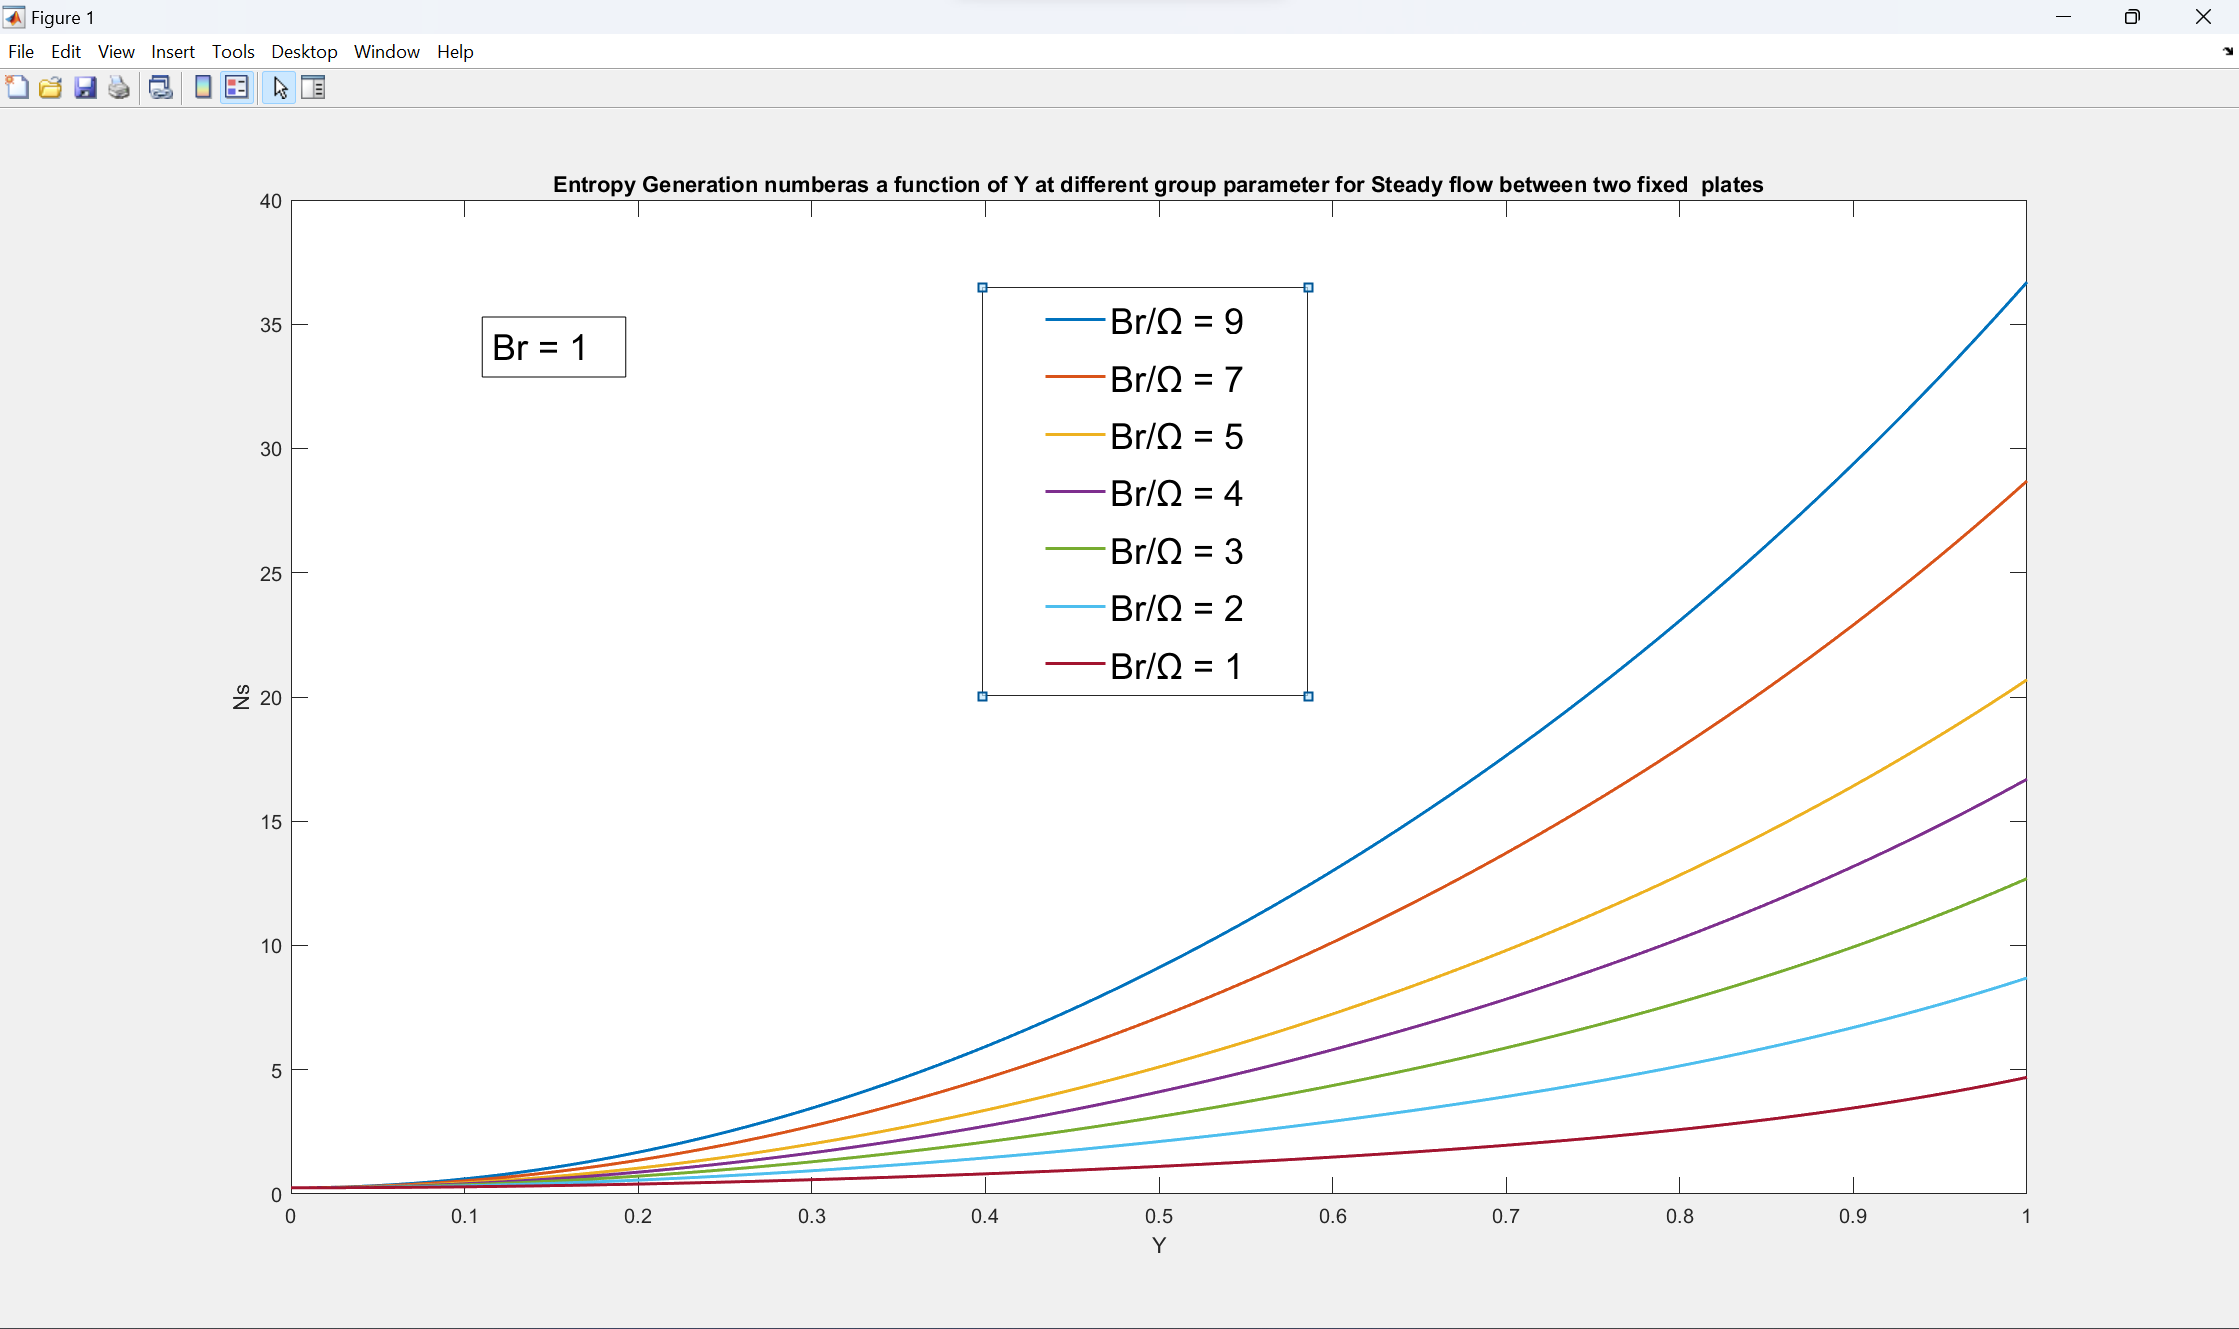 Figure 1
File Edit View Insert Tools Desktop Window Help
Entropy Generation numberas a function of Y at different group parameter for Steady flow between two fixed  plates
40
35
30
25
20
15
10
5
0
Ns
Br = 1
Br/Ω = 9
Br/Ω = 7
Br/Ω = 5
Br/Ω = 4
Br/Ω = 3
Br/Ω = 2
Br/Ω = 1
0 0.1 0.2 0.3 0.4 0.5 0.6 0.7 0.8 0.9 1
Y